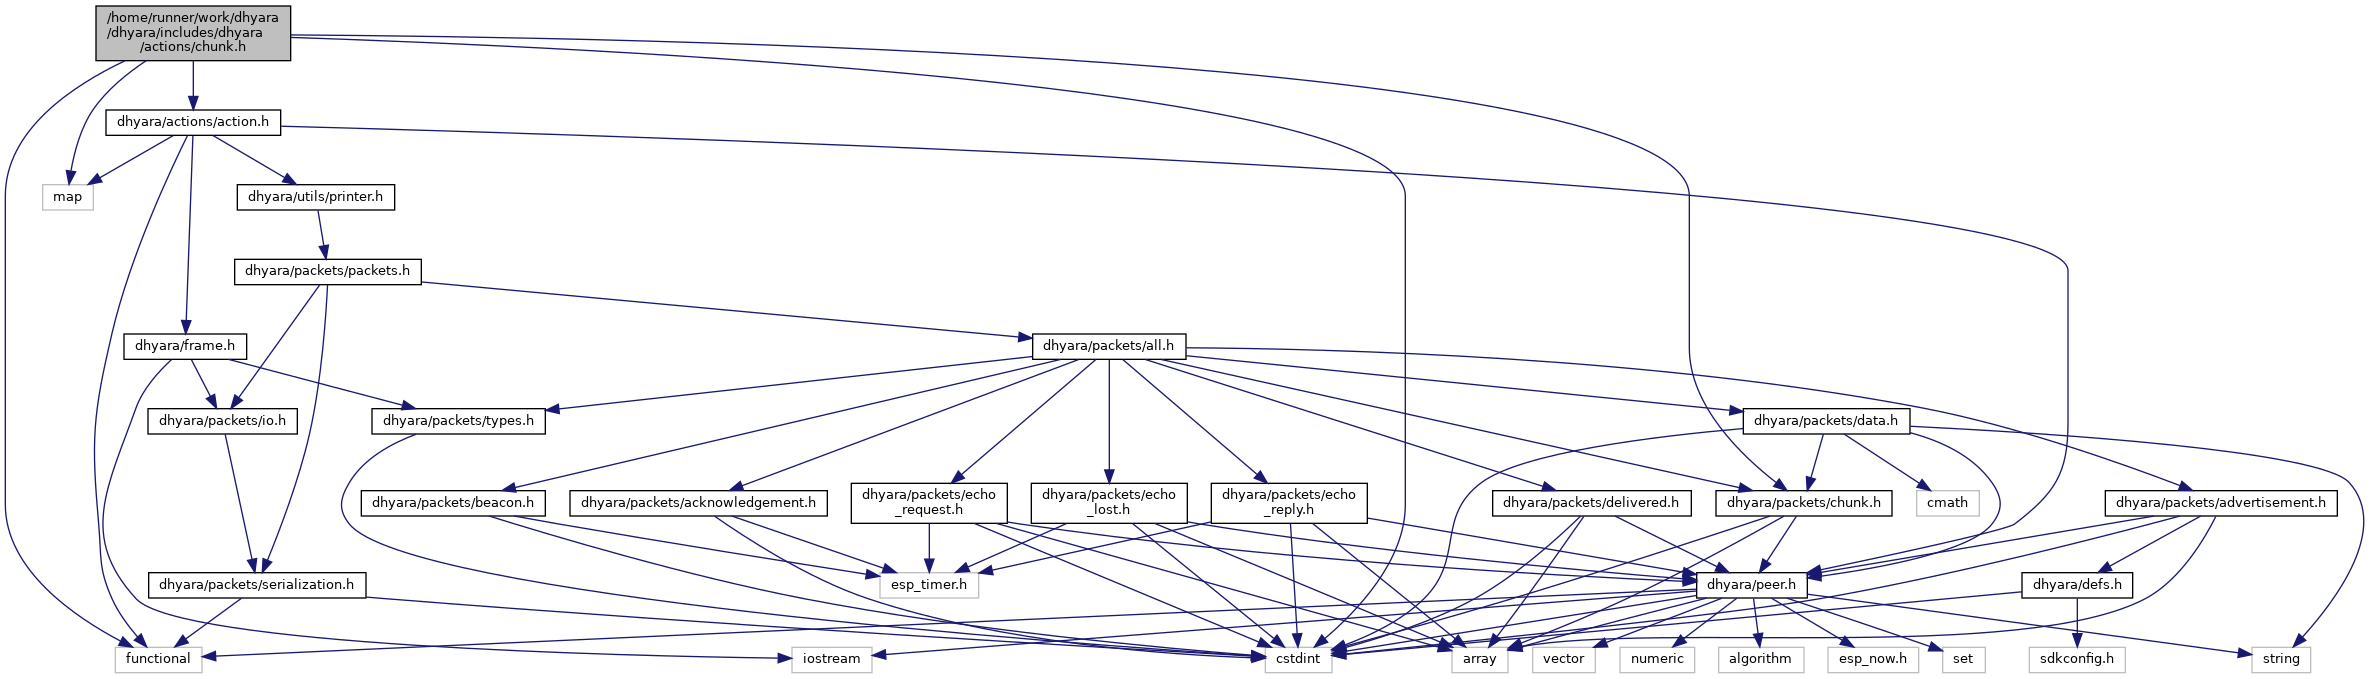 /home/runner/work/dhyara
/dhyara/includes/dhyara
/actions/chunk.h
dhyara/actions/action.h
map
dhyara/utils/printer.h
dhyara/packets/packets.h
dhyara/frame.h
dhyara/packets/all.h
dhyara/packets/io.h
dhyara/packets/types.h
dhyara/packets/data.h
dhyara/packets/beacon.h
dhyara/packets/acknowledgement.h
dhyara/packets/echo
_request.h
dhyara/packets/echo
_lost.h
dhyara/packets/echo
_reply.h
dhyara/packets/delivered.h
dhyara/packets/chunk.h
cmath
dhyara/packets/advertisement.h
dhyara/packets/serialization.h
esp_timer.h
dhyara/peer.h
dhyara/defs.h
functional
iostream
cstdint
array
vector
numeric
algorithm
esp_now.h
set
sdkconfig.h
string